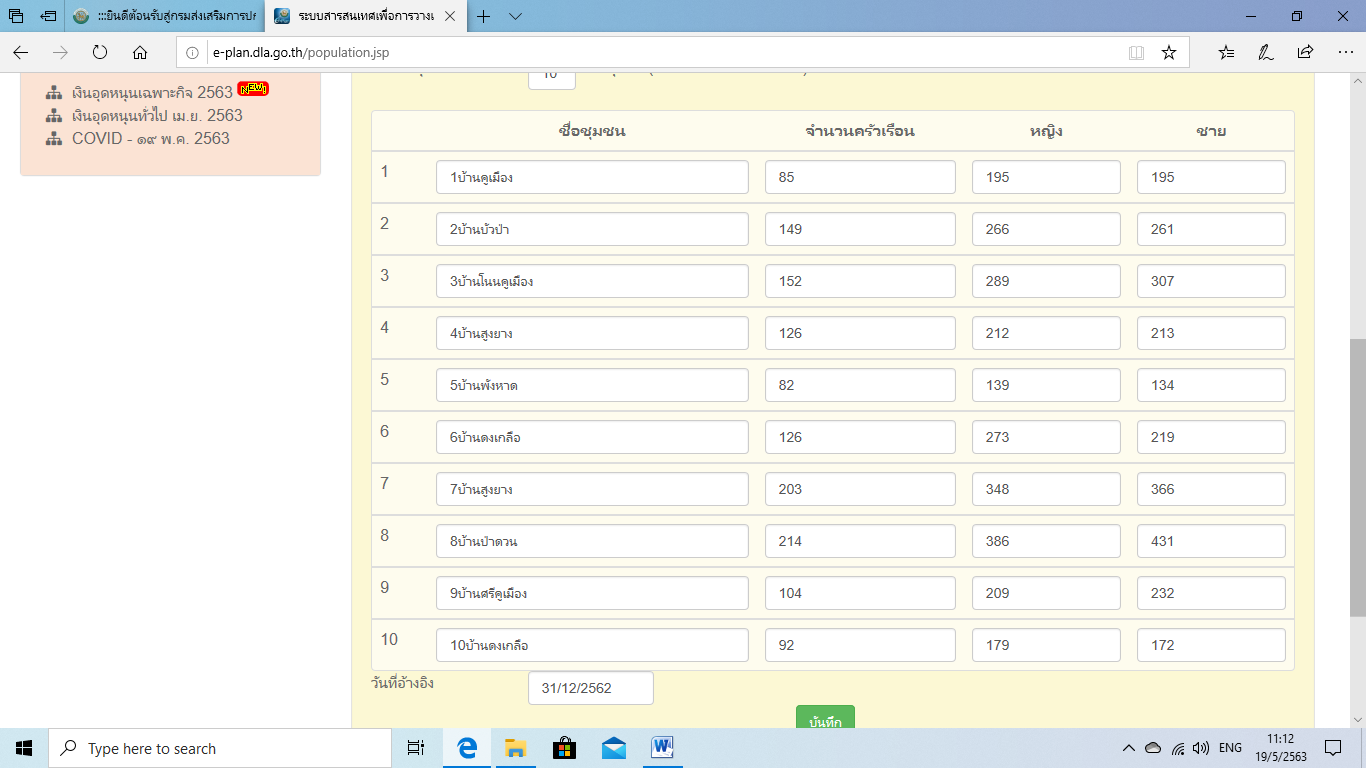 :::ยินดีต้อนรับสู่กรมส่งเสริมการปก
ระบบสารสนเทศเพื่อการวางแ
e-plan.dla.go.th/population.jsp
เงินอุดหนุนเฉพาะกิจ 2563 NEW!
เงินอุดหนุนทั่วไป เม.ย. 2563
COVID - ๑๙ พ.ค. 2563
10
ชื่อชุมชน จำนวนครัวเรือน หญิง ชาย
1 1บ้านคูเมือง 85 195 195
2 2บ้านบัวป่า 149 266 261
3 3บ้านโนนคูเมือง 152 289 307
4 4บ้านสูงยาง 126 212 213
5 5บ้านพังหาด 82 139 134
6 6บ้านดงเกลือ 126 273 219
7 7บ้านสูงยาง 203 348 366
8 8บ้านป่าดวน 214 386 431
9 9บ้านศรีคูเมือง 104 209 232
10 10บ้านดงเกลือ 92 179 172
วันที่อ้างอิง 31/12/2562
บันทึก
Type here to search
ENG
11:12
19/5/2563